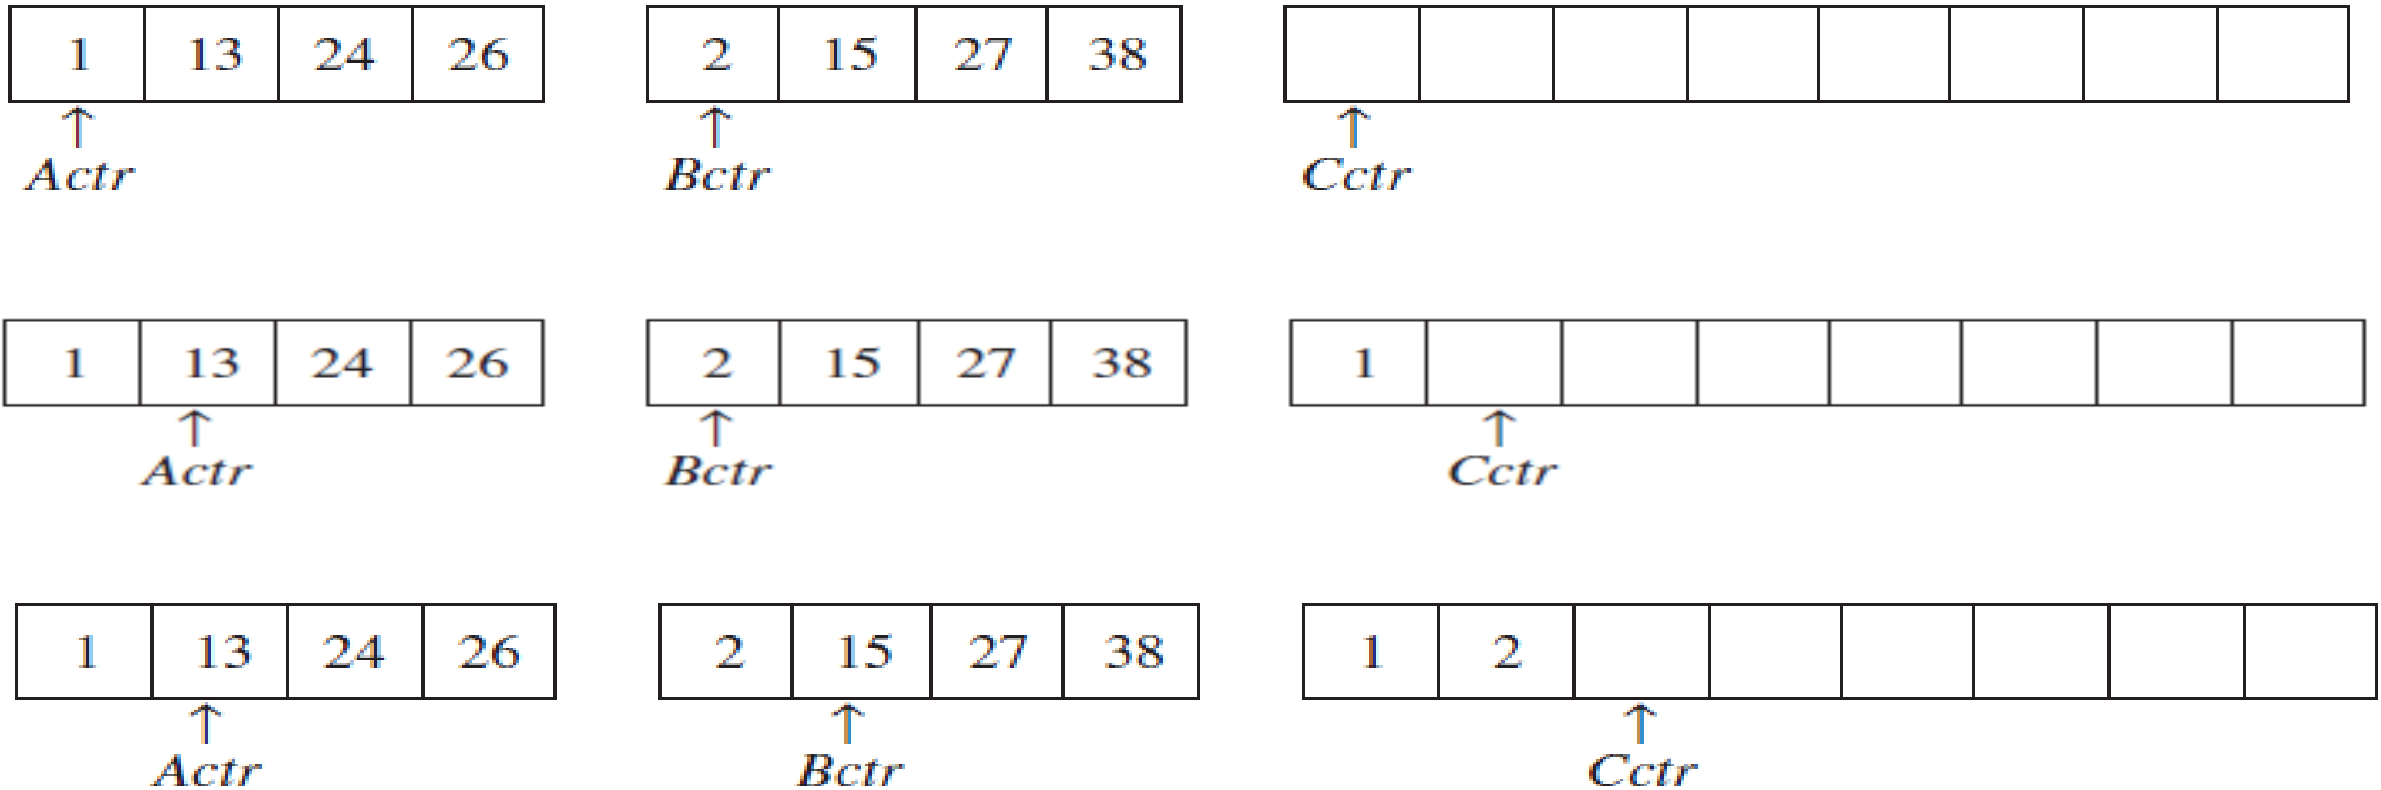 1 13 24 26 2 15 27 38
Actr Bctr Cctr
1 13 24 26 2 15 27 38 1
Actr Bctr Cctr
1 13 24 26 2 15 27 38 1 2
Actr Bctr Cctr